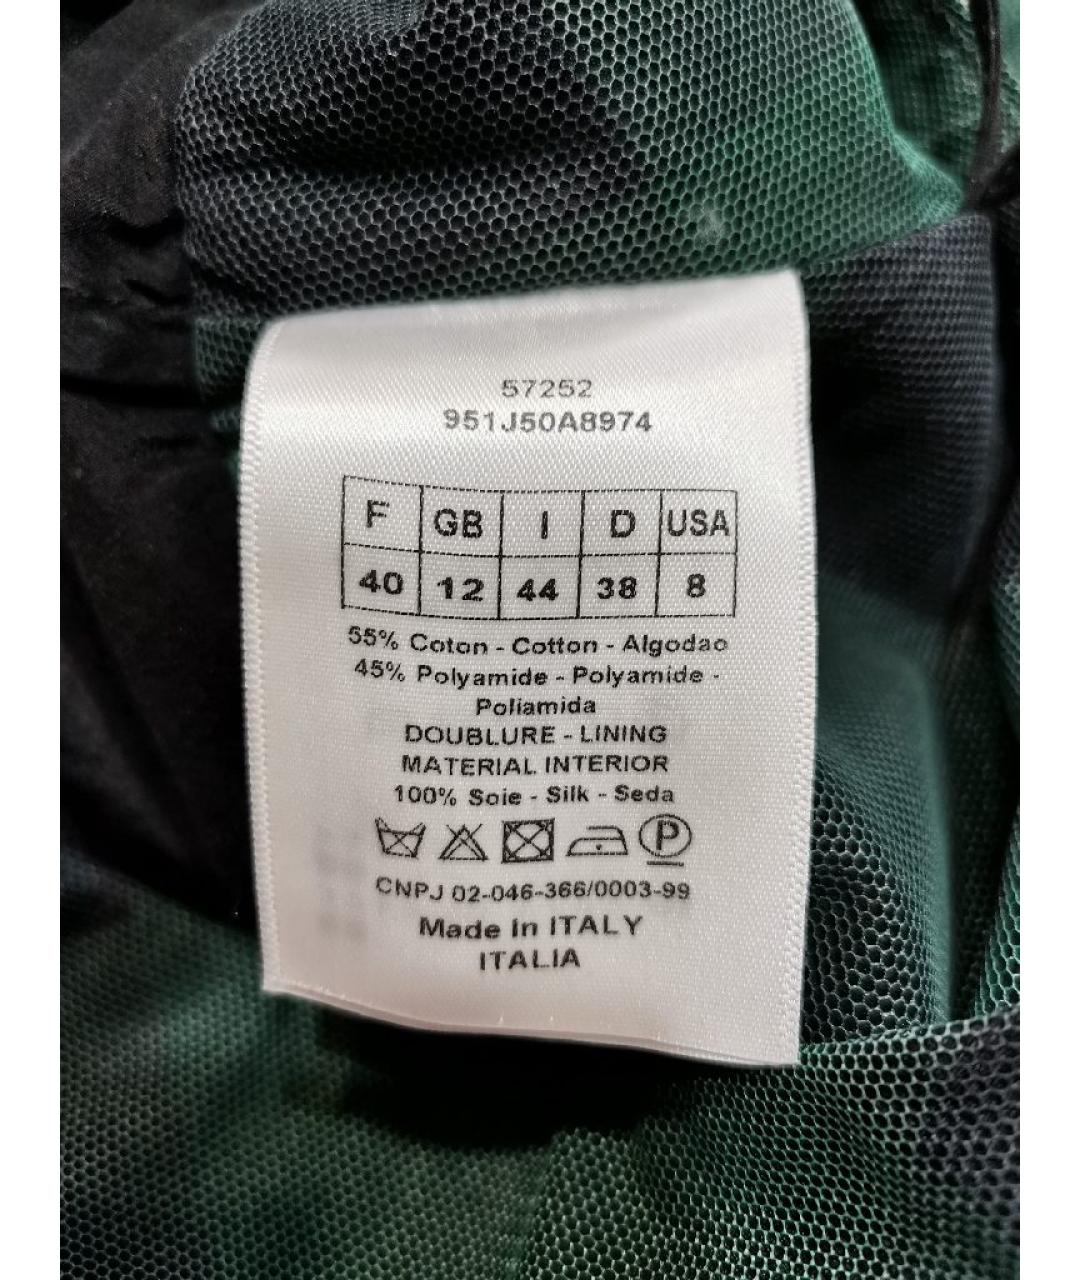 57252
951J50A8974
F GB I D USA
40 12 44 38 8
55% Coton - Cotton - Algodao
45% Polyamide - Polyamide -
Poliamida
DOUBLURE - LINING
MATERIAL INTERIOR
100% Soie - Silk - Seda
P
CNPJ 02-046-366/0003-99
Made in ITALY
ITALIA